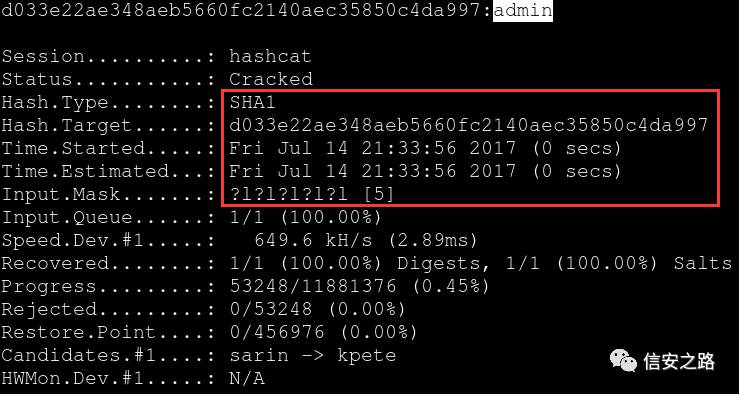 d033e22ae348aeb5660fc2140aec35850c4da997:admin
Session..........: hashcat
Status...........: Cracked
Hash.Type........: SHA1
Hash.Target......: d033e22ae348aeb5660fc2140aec35850c4da997
Time.Started.....: Fri Jul 14 21:33:56 2017 (0 secs)
Time.Estimated...: Fri Jul 14 21:33:56 2017 (0 secs)
Input.Mask.......: ?l?l?l?l?l [5]
Input.Queue......: 1/1 (100.00%)
Speed.Dev.#1.....:   649.6 kH/s (2.89ms)
Recovered........: 1/1 (100.00%) Digests, 1/1 (100.00%) Salts
Progress.........: 53248/11881376 (0.45%)
Rejected.........: 0/53248 (0.00%)
Restore.Point....: 0/456976 (0.00%)
Candidates.#1....: sarin -> kpete
HWMon.Dev.#1.....: N/A
信安之路